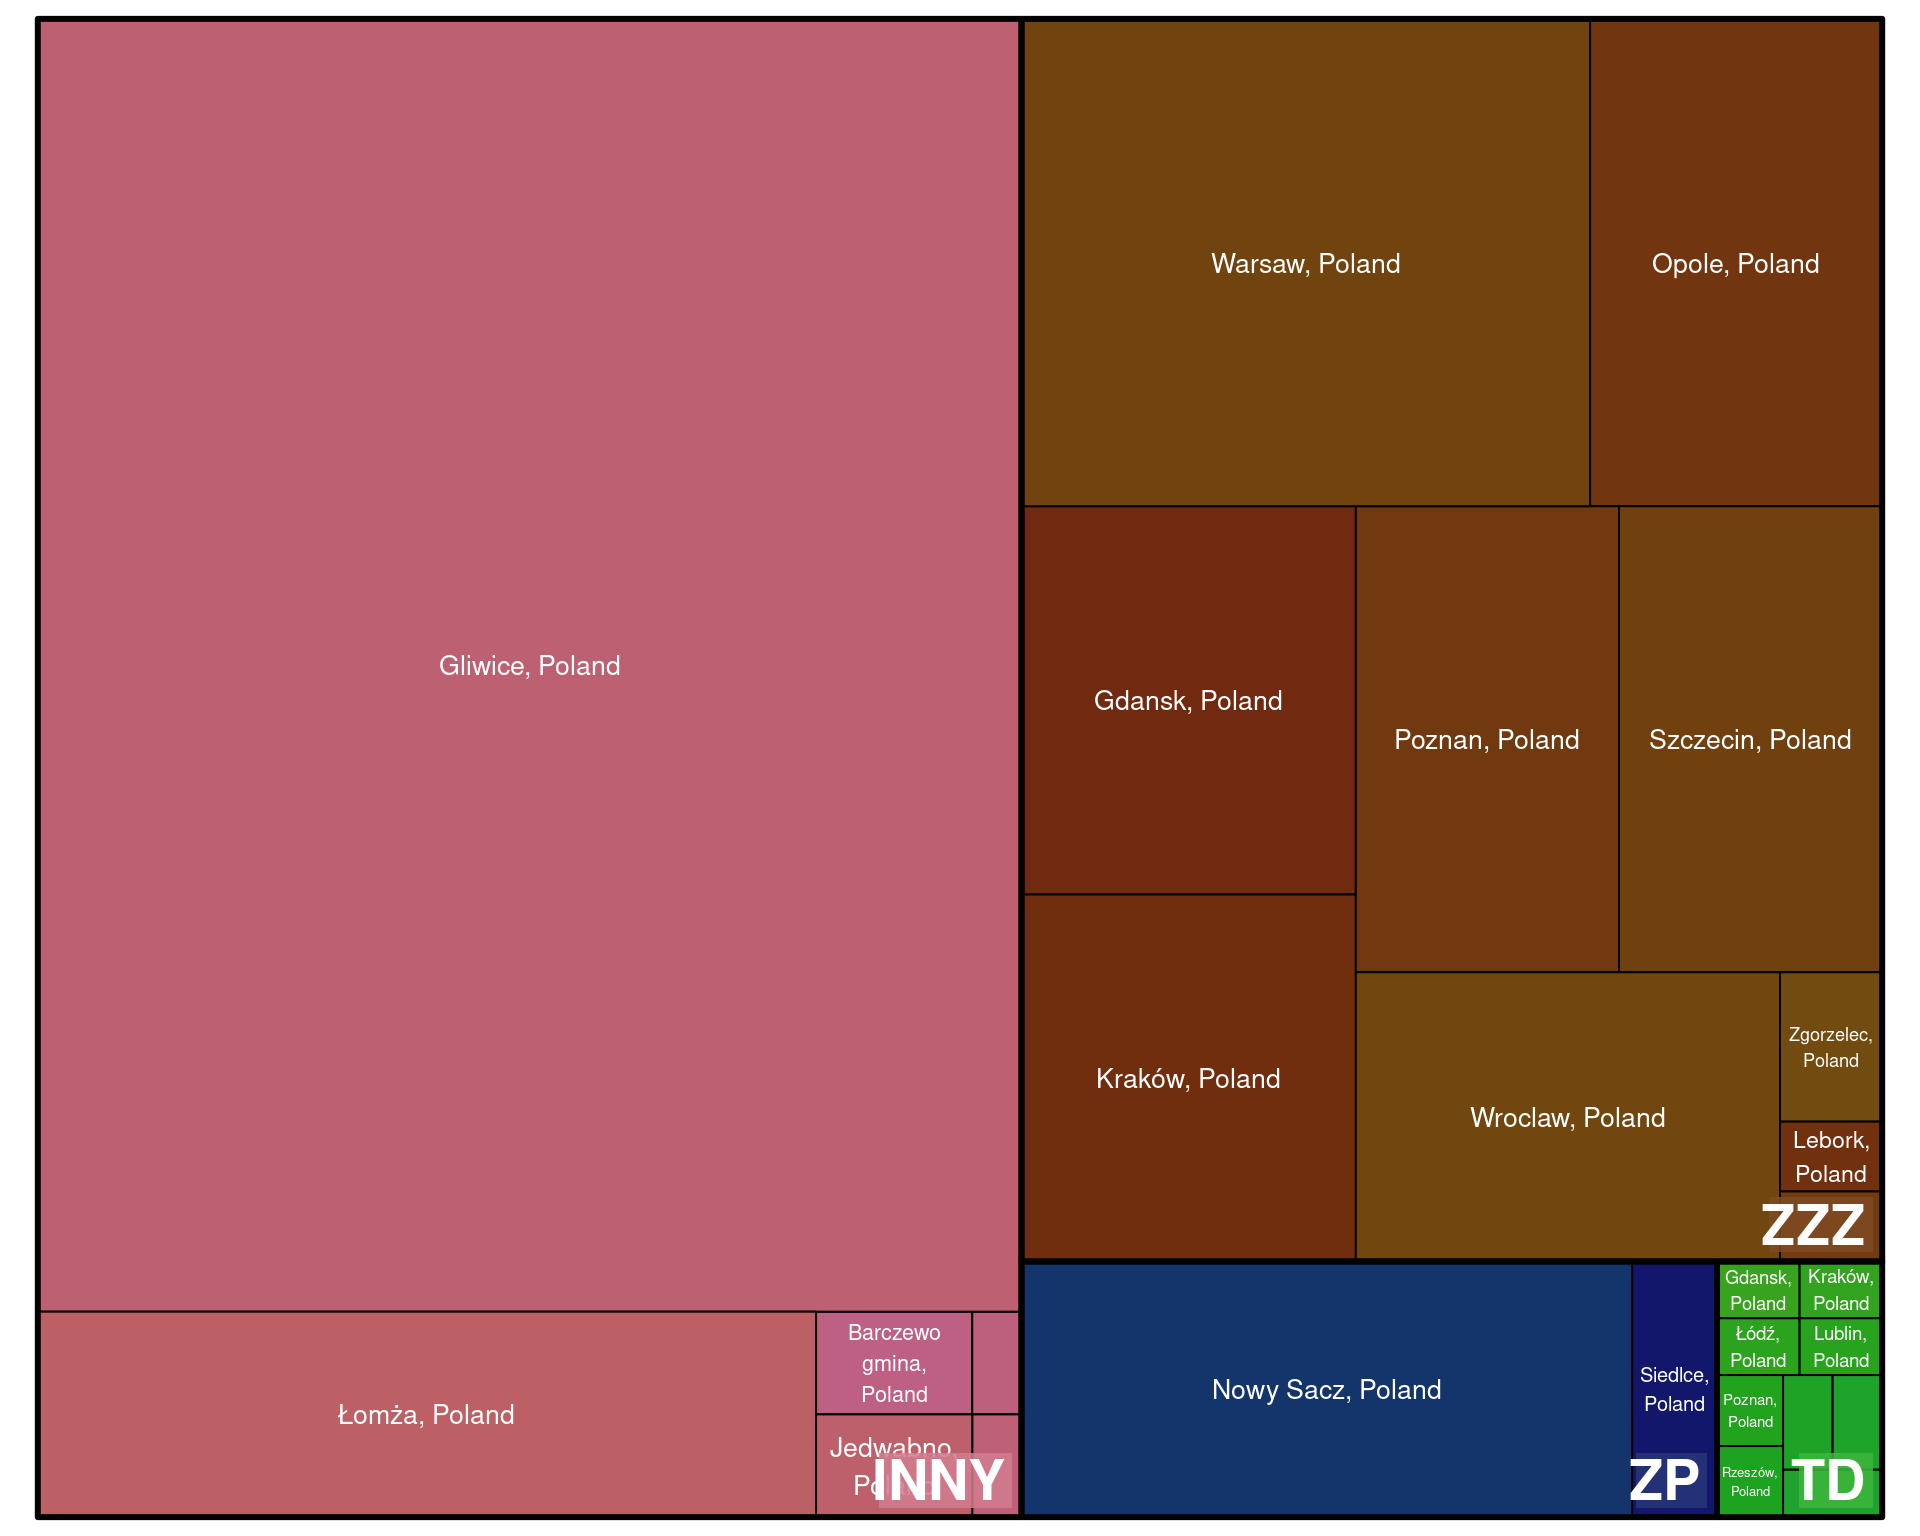 Gliwice, Poland
Łomża, Poland
Barczewo
gmina,
Poland
Jedwabno,
Poland
INNY
Warsaw, Poland
Opole, Poland
Gdansk, Poland
Poznan, Poland
Szczecin, Poland
Kraków, Poland
Wroclaw, Poland
Zgorzelec,
Poland
Lebork,
Poland
ZZZ
Nowy Sacz, Poland
Siedlce,
Poland
ZP
Gdansk,
Poland
Kraków,
Poland
Łódź,
Poland
Lublin,
Poland
Poznan,
Poland
Rzeszów,
Poland
TD